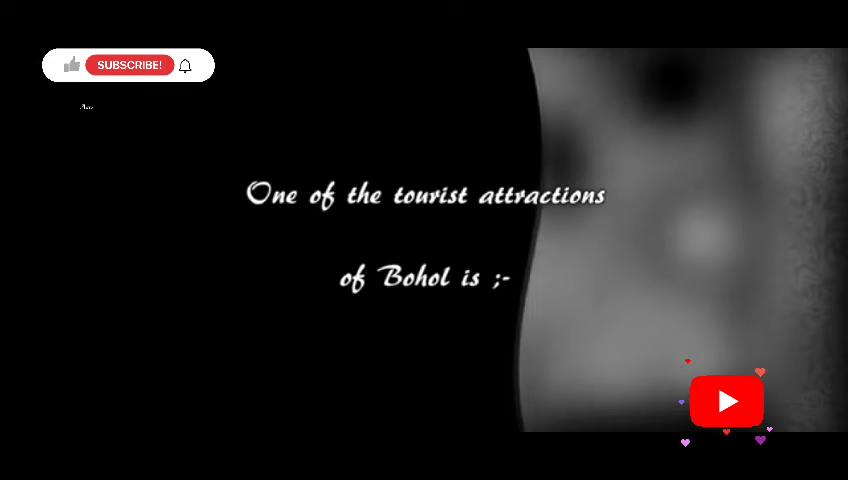 SUBSCRIBE!
One of the tourist attractions
of Bohol is ;-